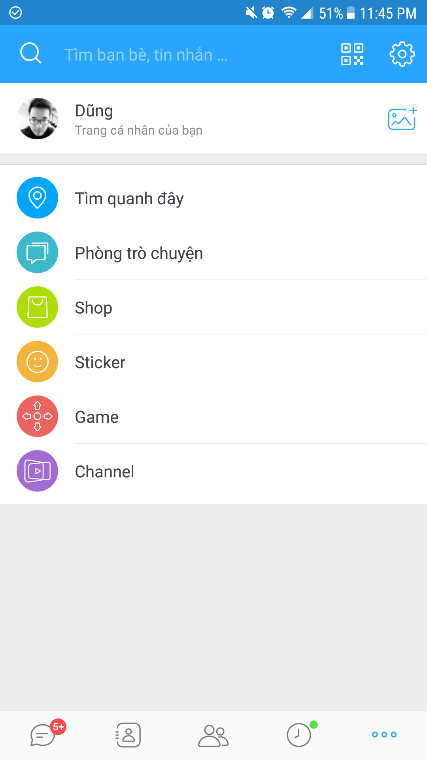 51% 11:45 PM
Tìm bạn bè, tin nhắn ...
Dũng
Trang cá nhân của bạn
Tìm quanh đây
Phòng trò chuyện
Shop
Sticker
Game
Channel
5+